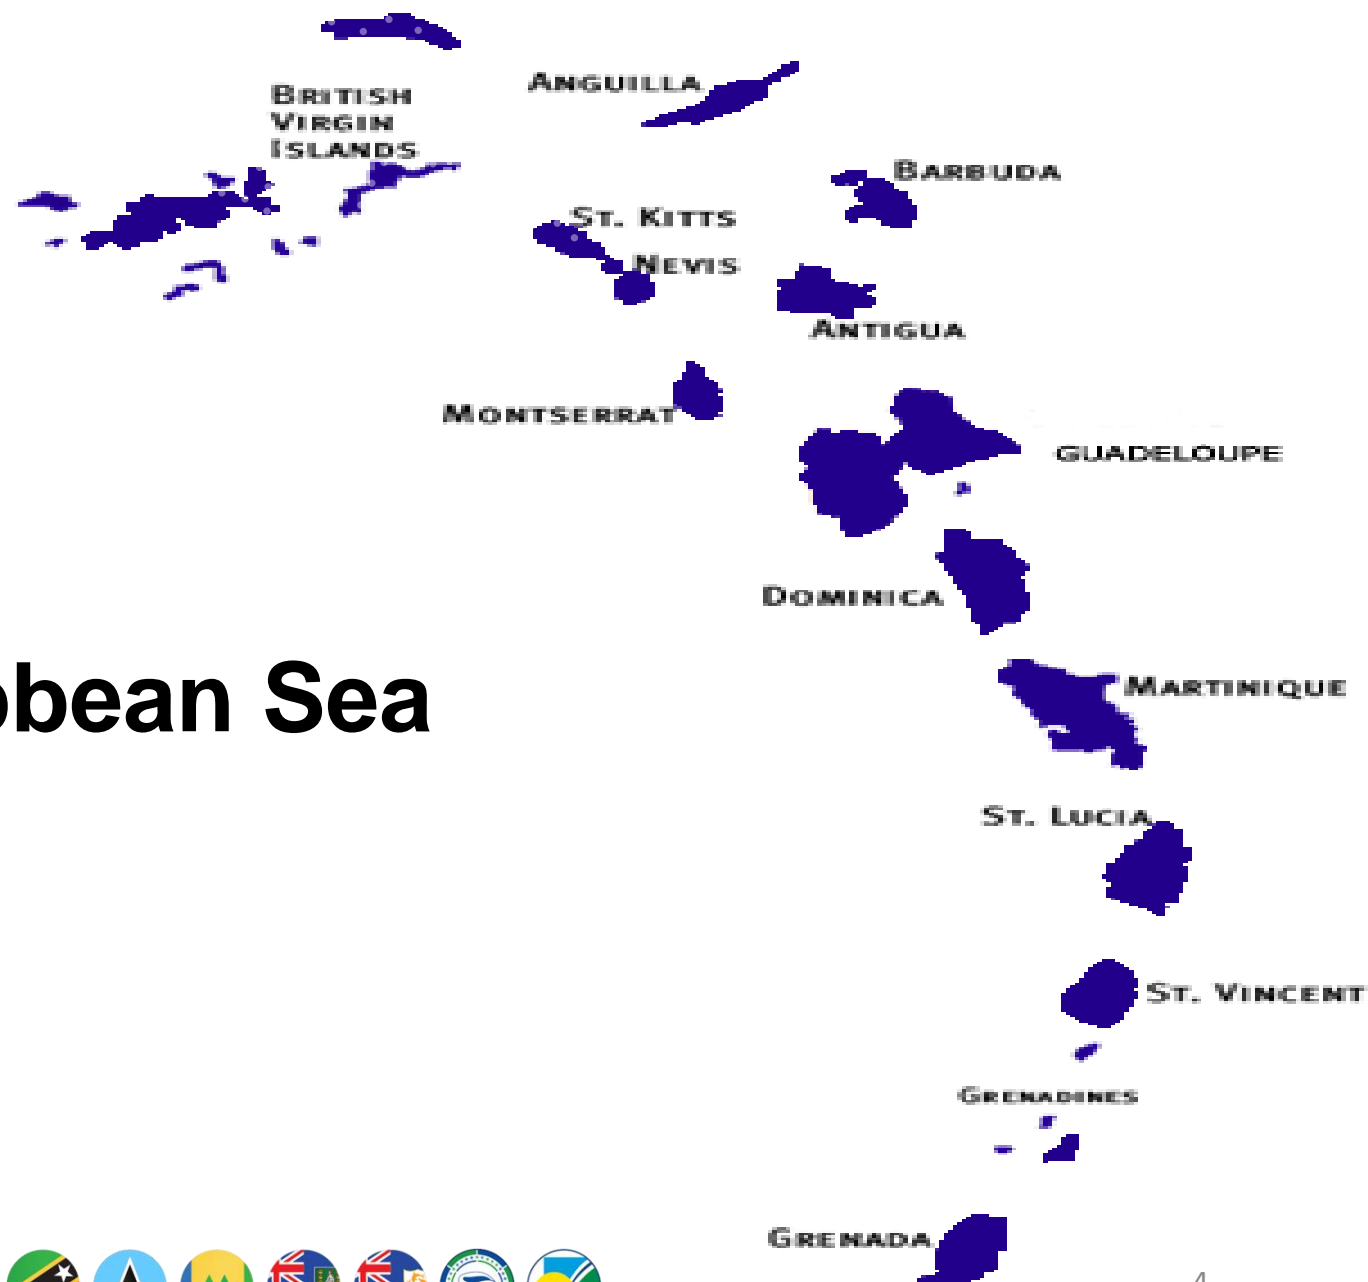 ANGUILLA
BRITISH
VIRGIN
ISLANDS
BARBUDA
ST. KITTS
NEVIS
ANTIGUA
MONTSERRAT
GUADELOUPE
DOMINICA
bean Sea
MARTINIQUE
ST. LUCIA
ST. VINCENT
GRENADINES
GRENADA
4